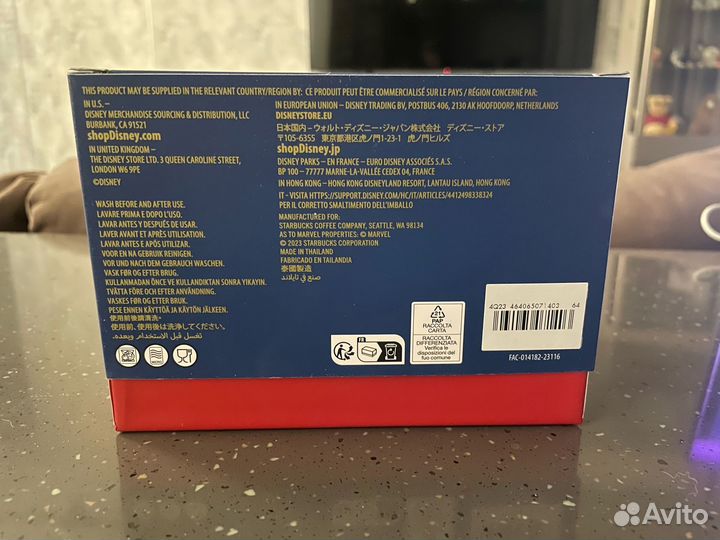 THIS PRODUCT MAY BE SUPPLIED IN THE RELEVANT COUNTRY/REGION BY: CE PRODUIT PEUT ÊTRE COMMERCIALISÉ SUR LE PAYS / RÉGION CONCERNÉ PAR:
IN U.S. –
DISNEY MERCHANDISE SOURCING & DISTRIBUTION, LLC
BURBANK, CA 91521
shopDisney.com
IN UNITED KINGDOM –
THE DISNEY STORE LTD. 3 QUEEN CAROLINE STREET,
LONDON W6 9PE
©DISNEY
WASH BEFORE AND AFTER USE.
LAVARE PRIMA E DOPO L'USO.
LAVAR ANTES Y DESPUÉS DE USAR.
LAVER AVANT ET APRÈS UTILISATION.
LAVAR ANTES E APÓS UTILIZAR.
VOOR EN NA GEBRUIK REINIGEN.
VOR UND NACH DEM GEBRAUCH WASCHEN.
VASK FØR OG EFTER BRUG.
KULLANMADAN ÖNCE VE KULLANDIKTAN SONRA YIKAYIN.
TVÄTTA FÖRE OCH EFTER ANVÄNDNING.
VASKES FØR OG ETTER BRUK.
PESE ENNEN KÄYTTÖÄ JA KÄYTÖN JÄLKEEN.
使用前後請清洗。
使用前、使用後は洗浄してください。
تغسل قبل الاستخدام وبعده.
IN EUROPEAN UNION – DISNEY TRADING BV, POSTBUS 406, 2130 AK HOOFDDORP, NETHERLANDS
DISNEYSTORE.EU
日本国内 – ウォルト・ディズニー・ジャパン株式会社 ディズニー・ストア
〒105-6355 東京都港区虎ノ門1-23-1 虎ノ門ヒルズ
shopDisney.jp
DISNEY PARKS – EN FRANCE – EURO DISNEY ASSOCIÉS S.A.S.
BP 100 – 77777 MARNE-LA-VALLÉE CEDEX 04, FRANCE
IN HONG KONG – HONG KONG DISNEYLAND RESORT, LANTAU ISLAND, HONG KONG
IT - VISITA HTTPS://SUPPORT.DISNEY.COM/HC/IT/ARTICLES/4412498338324
PER IL CORRETTO SMALTIMENTO DELL'IMBALLO
MANUFACTURED FOR:
STARBUCKS COFFEE COMPANY, SEATTLE, WA 98134
AS TO MARVEL PROPERTIES: © MARVEL
© 2023 STARBUCKS CORPORATION
MADE IN THAILAND
FABRICADO EN TAILANDIA
泰國製造
صنع في تايلاند
FR
21
PAP
RACCOLTA
CARTA
RACCOLTA
DIFFERENZIATA
Verifica le
disposizioni del
tuo comune
4Q23 464065071403 64
FAC-014182-23116
Avito